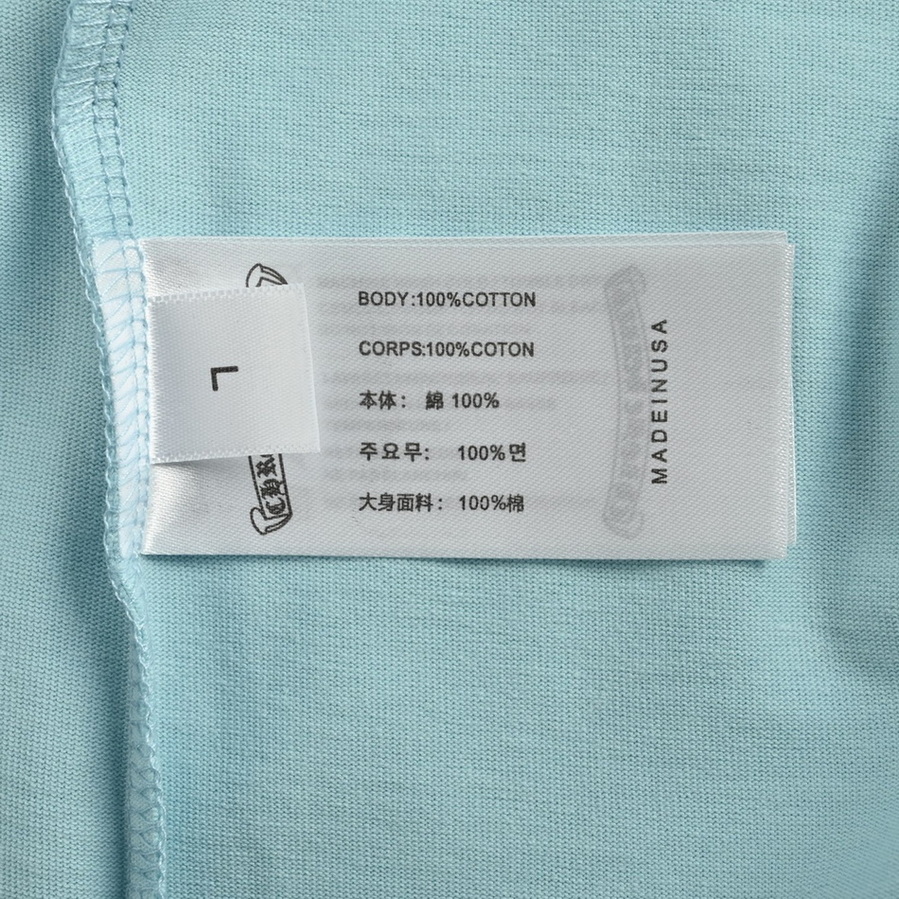 BODY:100%COTTON
CORPS:100%COTON
本体： 綿 100%
주요무: 100%면
大身面料： 100%棉
MADEINUSA
L